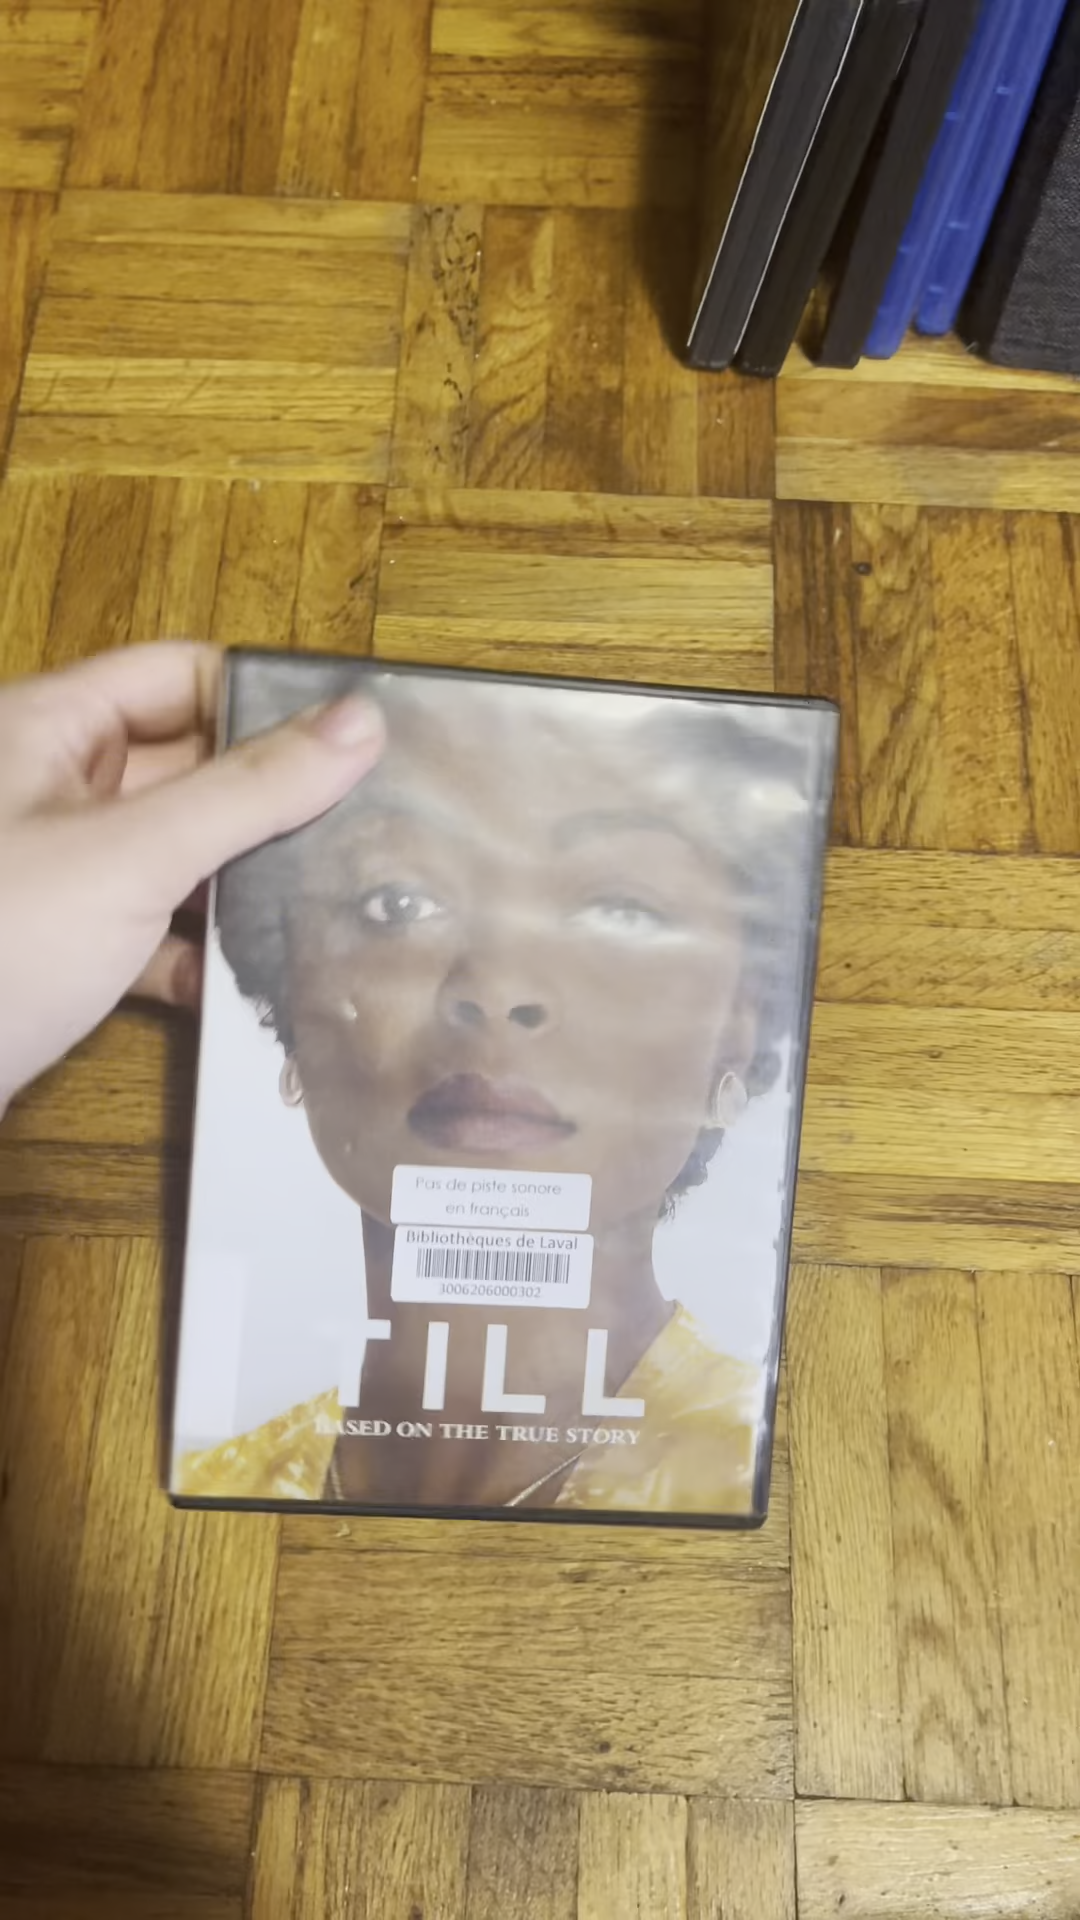 Pas de piste sonore
en français
Bibliothèques de Laval
3006206000302
TILL
BASED ON THE TRUE STORY